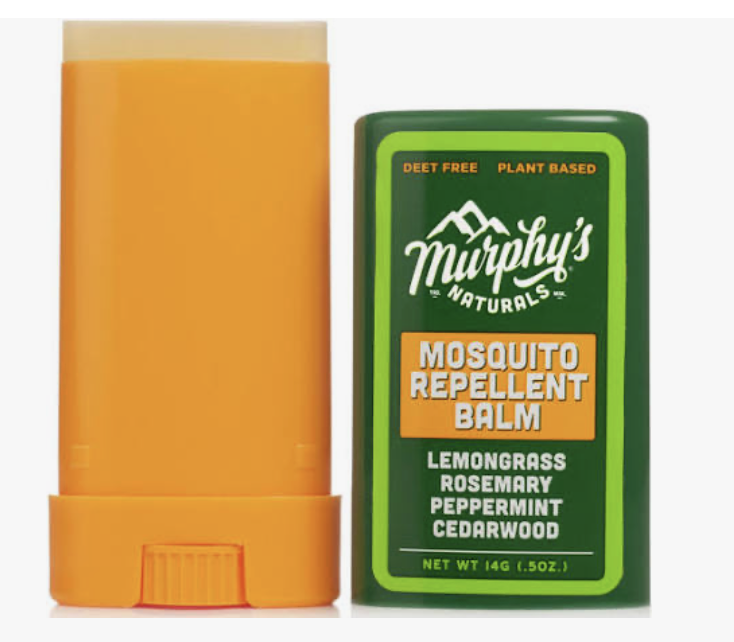 DEET FREE PLANT BASED
Murphy's
NATURALS
MOSQUITO
REPELLENT
BALM
LEMONGRASS
ROSEMARY
PEPPERMINT
CEDARWOOD
NET WT 14G (.5OZ.)